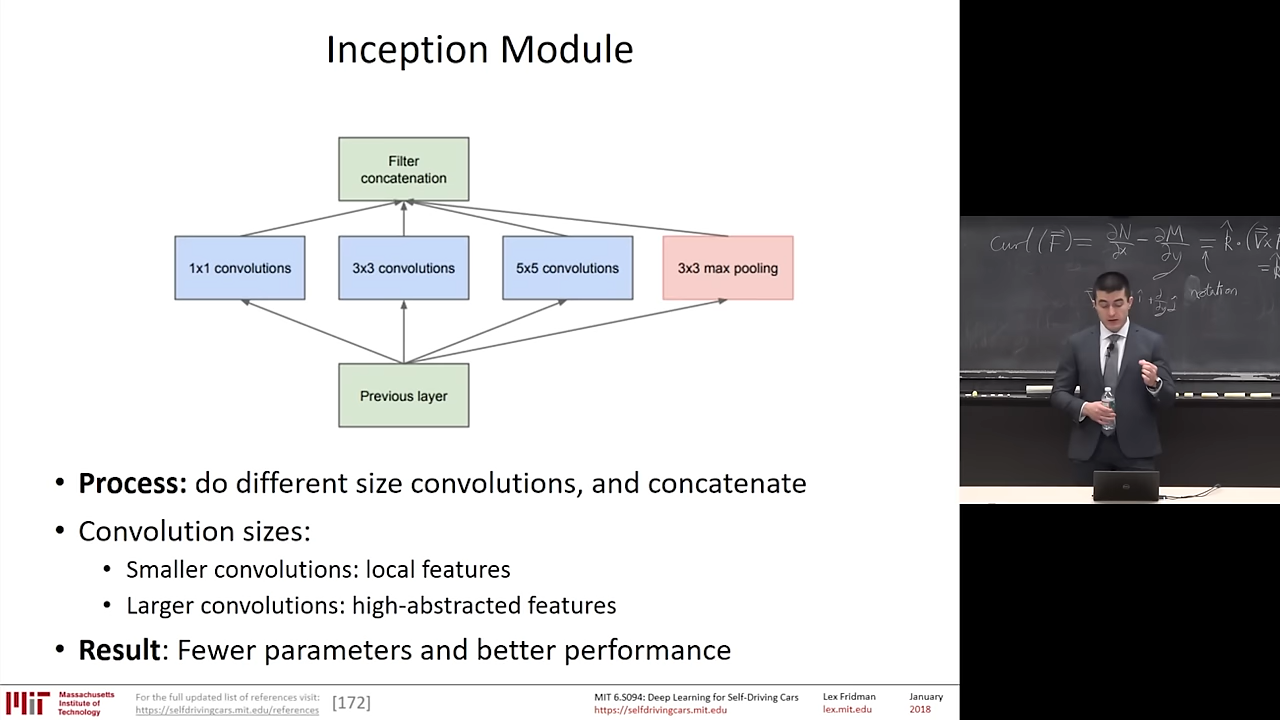 Inception Module
Filter
concatenation
1x1 convolutions
3x3 convolutions
5x5 convolutions
3x3 max pooling
Previous layer
• Process: do different size convolutions, and concatenate
• Convolution sizes:
• Smaller convolutions: local features
• Larger convolutions: high-abstracted features
• Result: Fewer parameters and better performance
Massachusetts
Institute of
Technology
For the full updated list of references visit:
https://selfdrivingcars.mit.edu/references
[172]
MIT 6.S094: Deep Learning for Self-Driving Cars
https://selfdrivingcars.mit.edu
Lex Fridman
lex.mit.edu
January
2018
curl (F⃗) = ∂N/∂x − ∂M/∂y = k̂ · (∇⃗x
notation